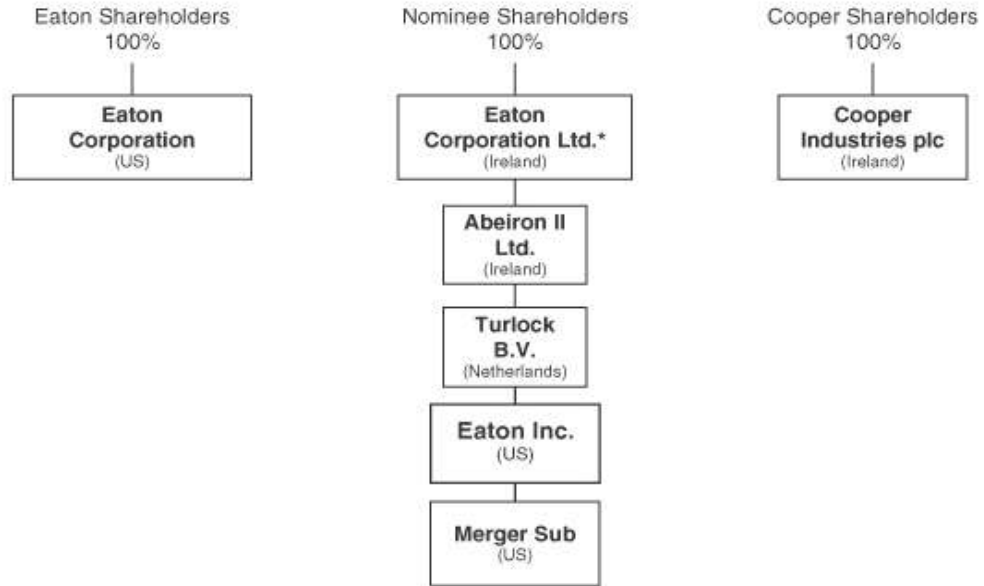 Eaton Shareholders
100%
Eaton
Corporation
(US)
Nominee Shareholders
100%
Eaton
Corporation Ltd.*
(Ireland)
Abeiron II
Ltd.
(Ireland)
Turlock
B.V.
(Netherlands)
Eaton Inc.
(US)
Merger Sub
(US)
Cooper Shareholders
100%
Cooper
Industries plc
(Ireland)